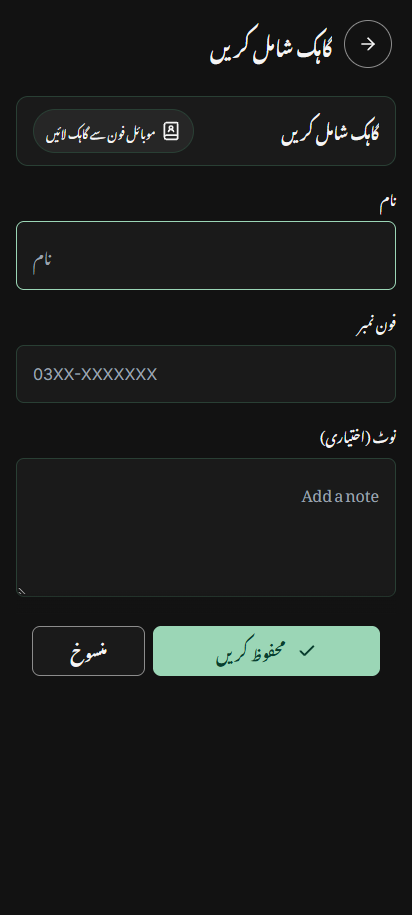 گاہک شامل کریں
گاہک شامل کریں
موبائل فون سے گاہک لائیں
نام
نام
فون نمبر
03XX-XXXXXXX
نوٹ (اختیاری)
Add a note
محفوظ کریں
منسوخ